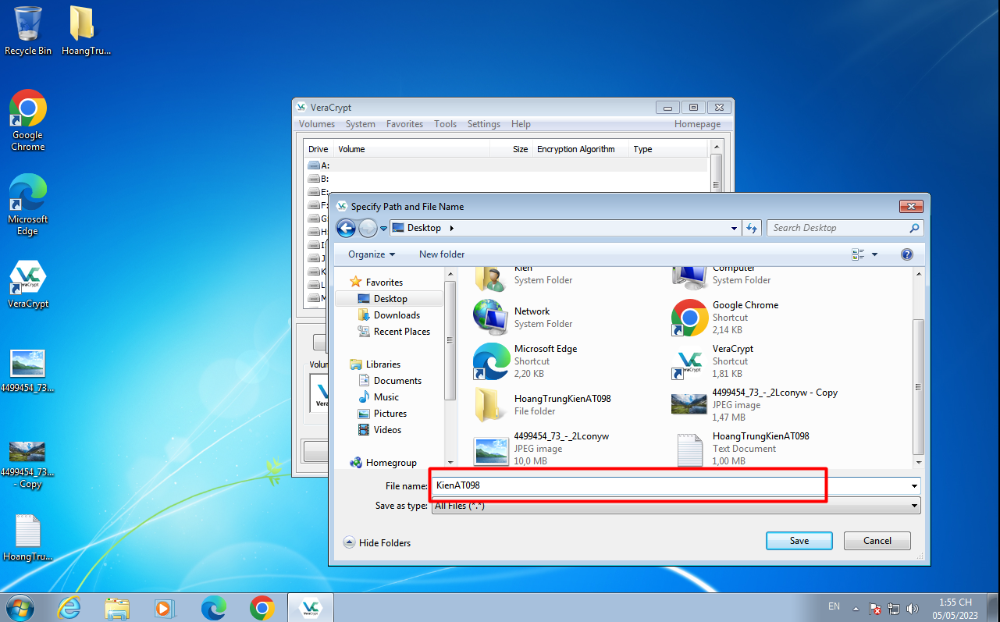 Recycle Bin
HoangTru...
Google
Chrome
Microsoft
Edge
VeraCrypt
VeraCrypt
4499454_73...
4499454_73...
- Copy
HoangTru...
VeraCrypt
Volumes System Favorites Tools Settings Help Homepage
Drive Volume Size Encryption Algorithm Type
A:
B:
E:
F:
G
H
I
J
K
L
M
Volun
Vera
Specify Path and File Name
Desktop
Search Desktop
Organize New folder
Favorites
Desktop
Downloads
Recent Places
Libraries
Documents
Music
Pictures
Videos
Homegroup
Kien
System Folder
Computer
System Folder
Network
System Folder
Google Chrome
Shortcut
2,14 KB
Microsoft Edge
Shortcut
2,20 KB
VeraCrypt
VeraCrypt
Shortcut
1,81 KB
HoangTrungKienAT098
File folder
4499454_73_-_2Lconyw - Copy
JPEG image
1,47 MB
4499454_73_-_2Lconyw
JPEG image
10,0 MB
HoangTrungKienAT098
Text Document
1,00 MB
File name: KienAT098
Save as type: All Files (*.*)
Hide Folders
Save Cancel
VeraCrypt
EN
1:55 CH
05/05/2023